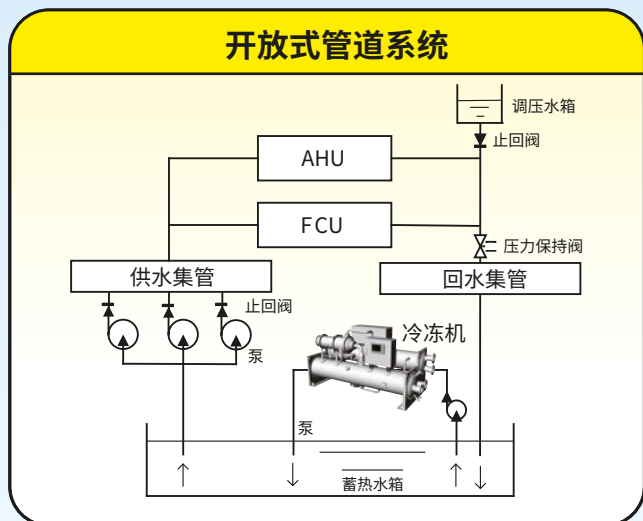 开放式管道系统
调压水箱
止回阀
AHU
FCU
压力保持阀
供水集管
回水集管
止回阀
泵
冷冻机
泵
蓄热水箱